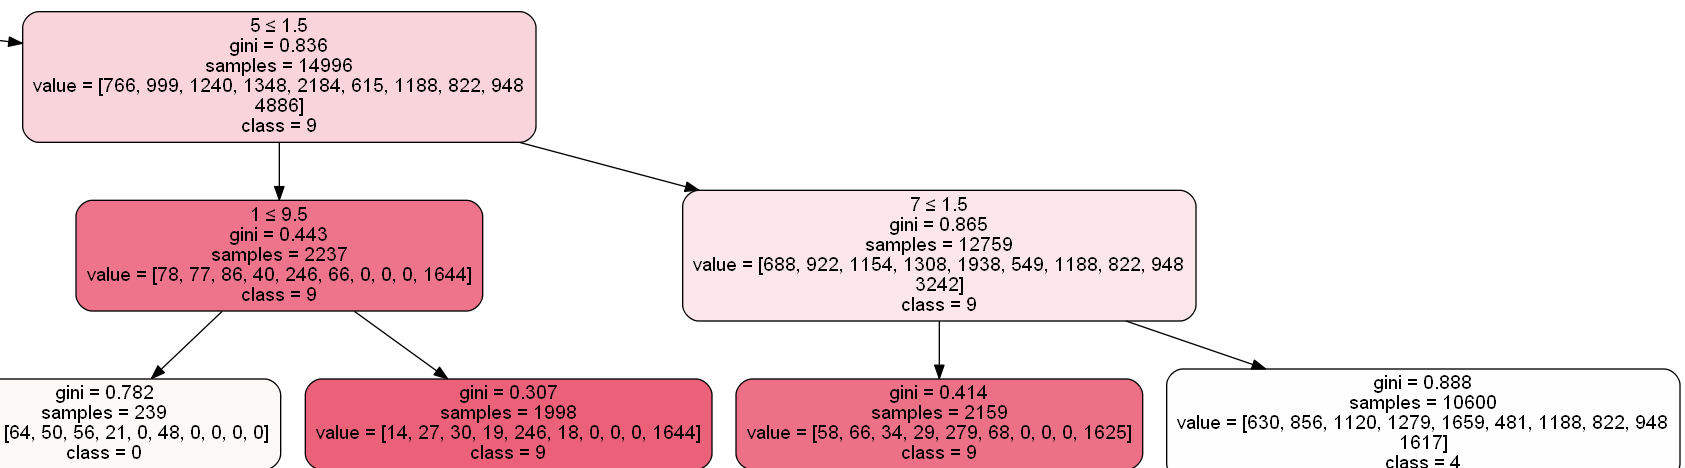 5 ≤ 1.5
gini = 0.836
samples = 14996
value = [766, 999, 1240, 1348, 2184, 615, 1188, 822, 948
4886]
class = 9
1 ≤ 9.5
gini = 0.443
samples = 2237
value = [78, 77, 86, 40, 246, 66, 0, 0, 0, 1644]
class = 9
7 ≤ 1.5
gini = 0.865
samples = 12759
value = [688, 922, 1154, 1308, 1938, 549, 1188, 822, 948
3242]
class = 9
gini = 0.782
samples = 239
[64, 50, 56, 21, 0, 48, 0, 0, 0, 0]
class = 0
gini = 0.307
samples = 1998
value = [14, 27, 30, 19, 246, 18, 0, 0, 0, 1644]
class = 9
gini = 0.414
samples = 2159
value = [58, 66, 34, 29, 279, 68, 0, 0, 0, 1625]
class = 9
gini = 0.888
samples = 10600
value = [630, 856, 1120, 1279, 1659, 481, 1188, 822, 948
1617]
class = 4